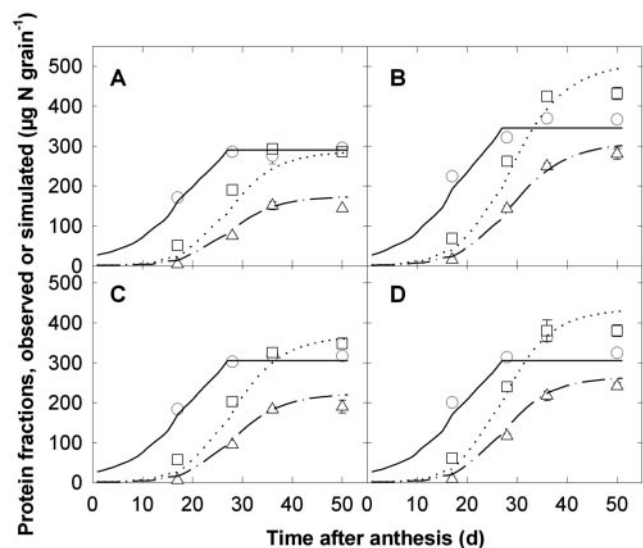 Protein fractions, observed or simulated (µg N grain⁻¹)
500
400
300
200
100
0
A
B
500
400
300
200
100
0
C
D
0 10 20 30 40 50 0 10 20 30 40 50
Time after anthesis (d)